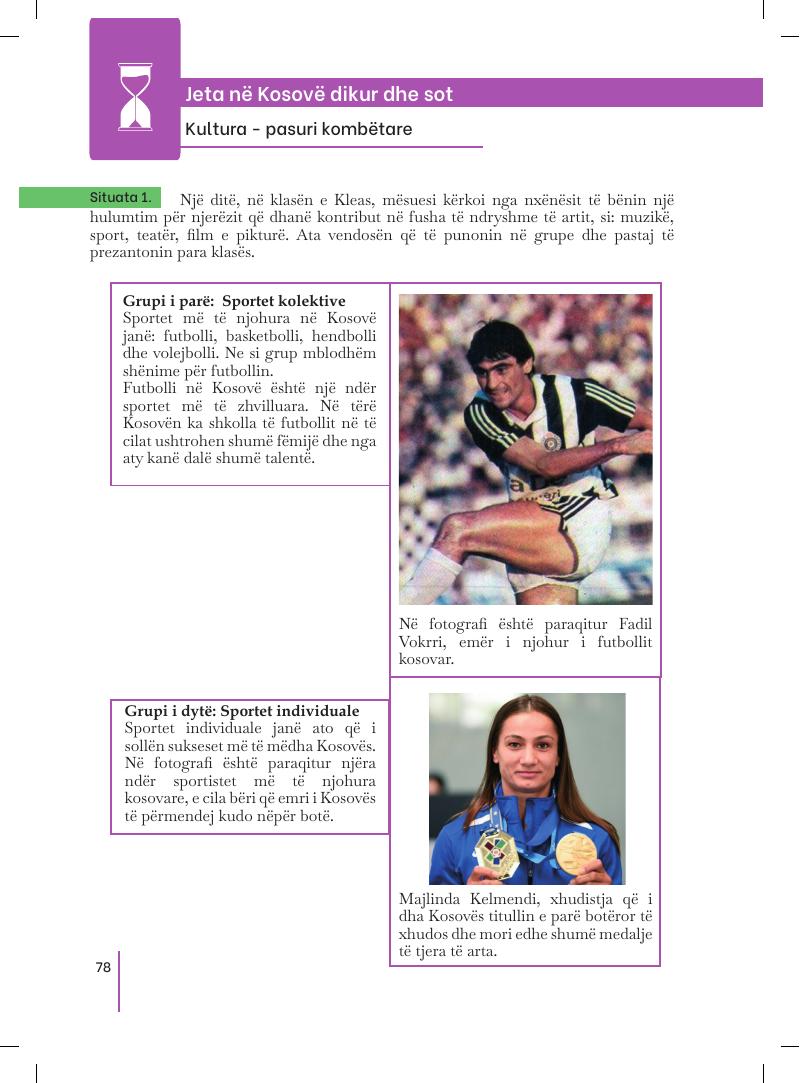 Jeta në Kosovë dikur dhe sot
Kultura - pasuri kombëtare
Situata 1. Një ditë, në klasën e Kleas, mësuesi kërkoi nga nxënësit të bënin një
hulumtim për njerëzit që dhanë kontribut në fusha të ndryshme të artit, si: muzikë,
sport, teatër, film e pikturë. Ata vendosën që të punonin në grupe dhe pastaj të
prezantonin para klasës.
Grupi i parë: Sportet kolektive
Sportet më të njohura në Kosovë
janë: futbolli, basketbolli, hendbolli
dhe volejbolli. Ne si grup mblodhëm
shënime për futbollin.
Futbolli në Kosovë është një ndër
sportet më të zhvilluara. Në tërë
Kosovën ka shkolla të futbollit në të
cilat ushtrohen shumë fëmijë dhe nga
aty kanë dalë shumë talentë.
Në fotografi është paraqitur Fadil
Vokrri, emër i njohur i futbollit
kosovar.
Grupi i dytë: Sportet individuale
Sportet individuale janë ato që i
sollën sukseset më të mëdha Kosovës.
Në fotografi është paraqitur njëra
ndër sportistet më të njohura
kosovare, e cila bëri që emri i Kosovës
të përmendej kudo nëpër botë.
Majlinda Kelmendi, xhudistja që i
dha Kosovës titullin e parë botëror të
xhudos dhe mori edhe shumë medalje
të tjera të arta.
78